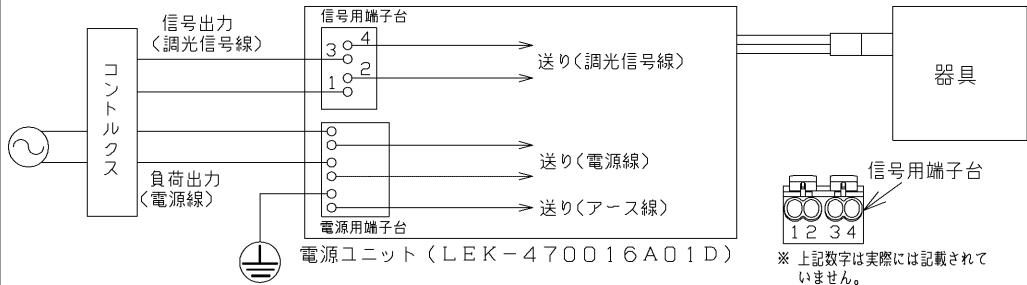 信号出力
(調光信号線)
コントルクス
負荷出力
(電源線)
信号用端子台
4
3
2
1
送り(調光信号線)
送り(電源線)
送り(アース線)
電源用端子台
電源ユニット(LEK-470016A01D)
器具
信号用端子台
1 2 3 4
※ 上記数字は実際には記載されて
いません。